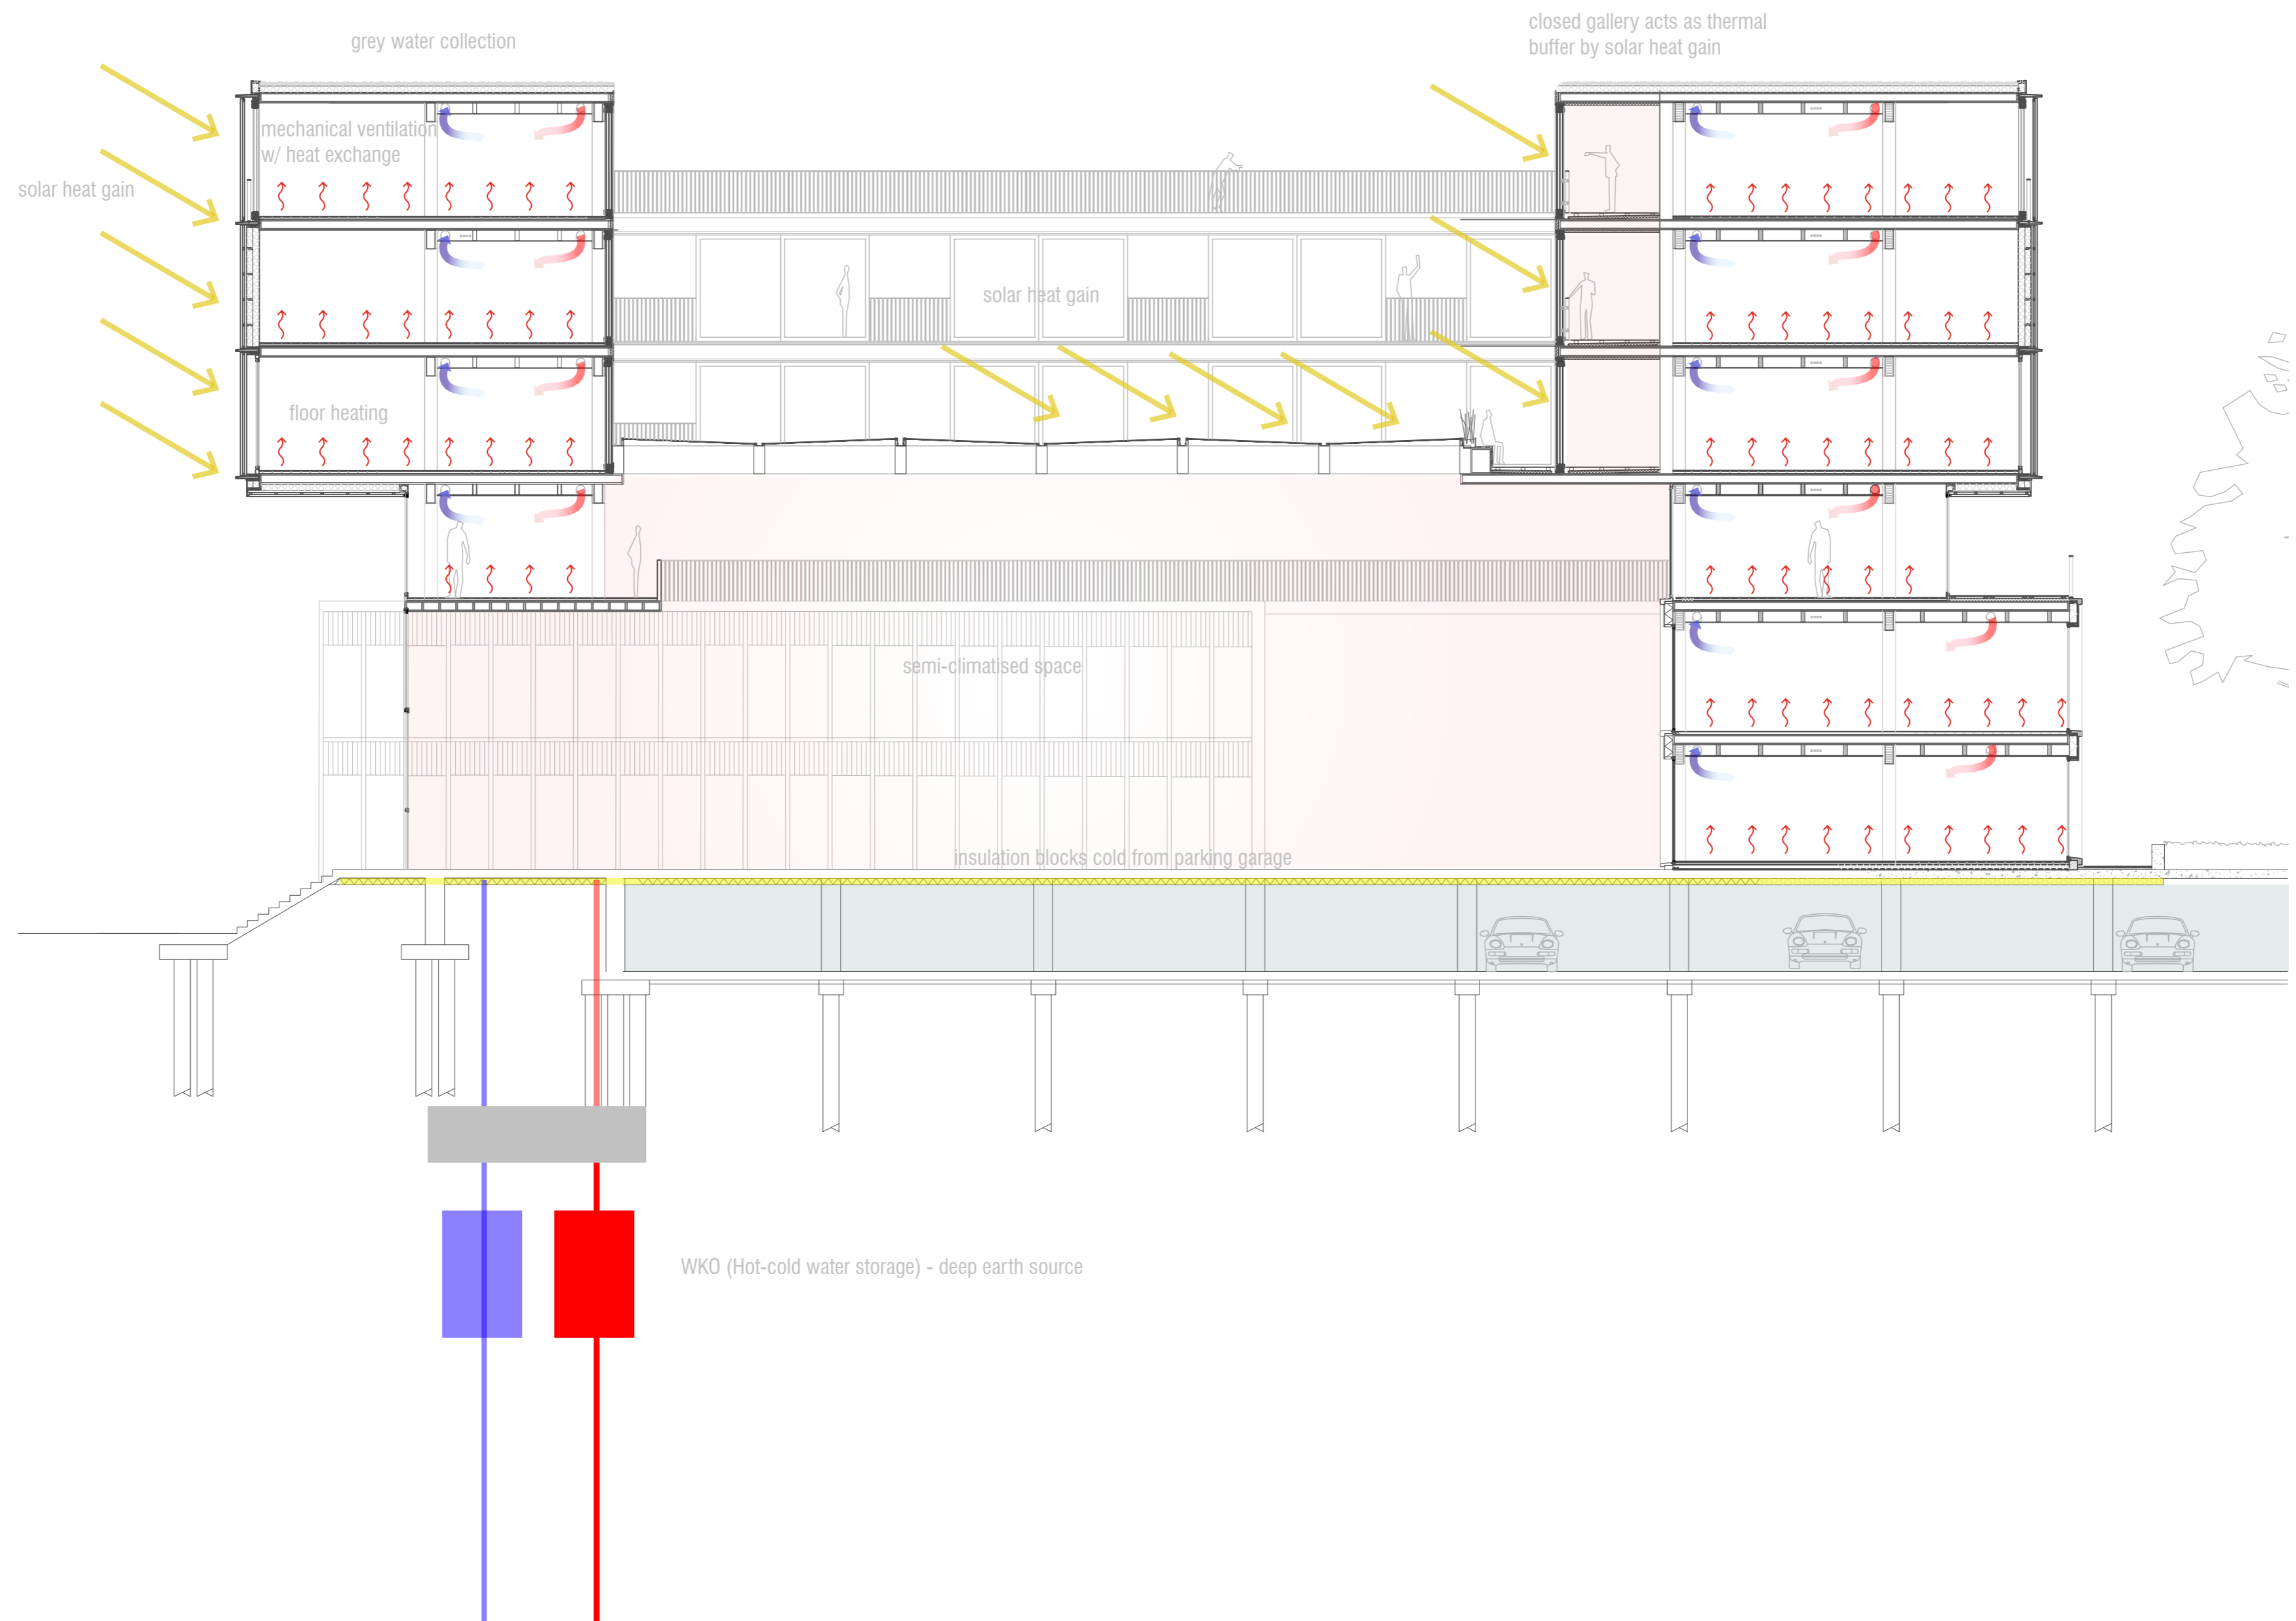 grey water collection
closed gallery acts as thermal
buffer by solar heat gain
mechanical ventilation
w/ heat exchange
solar heat gain
solar heat gain
floor heating
semi-climatised space
insulation blocks cold from parking garage
WKO (Hot-cold water storage) - deep earth source